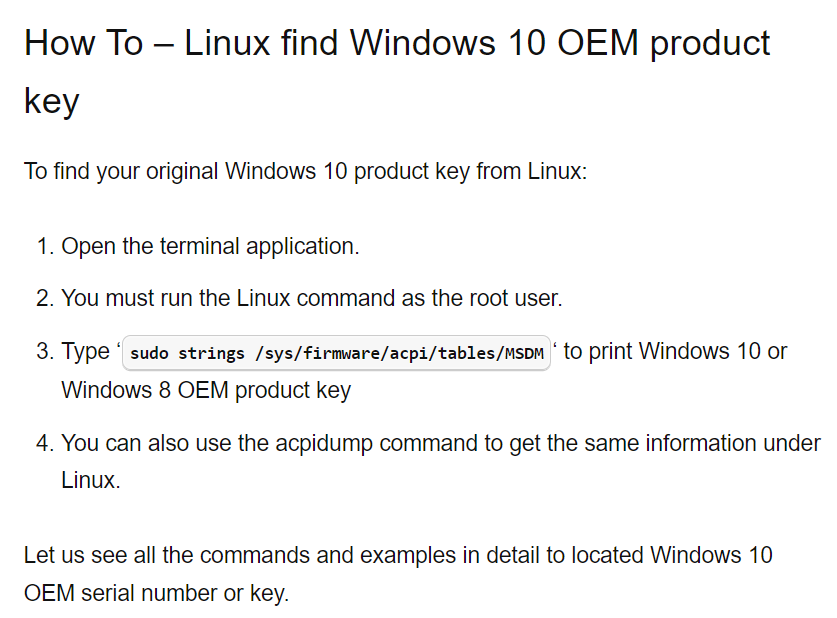 How To – Linux find Windows 10 OEM product
key
To find your original Windows 10 product key from Linux:
1. Open the terminal application.
2. You must run the Linux command as the root user.
3. Type ‘sudo strings /sys/firmware/acpi/tables/MSDM‘ to print Windows 10 or
Windows 8 OEM product key
4. You can also use the acpidump command to get the same information under
Linux.
Let us see all the commands and examples in detail to located Windows 10
OEM serial number or key.